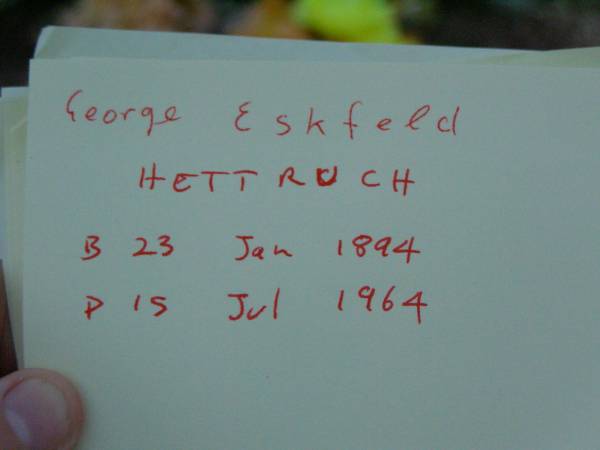 George Eskfeld
HETTRUCH
B 23 Jan 1894
D 15 Jul 1964